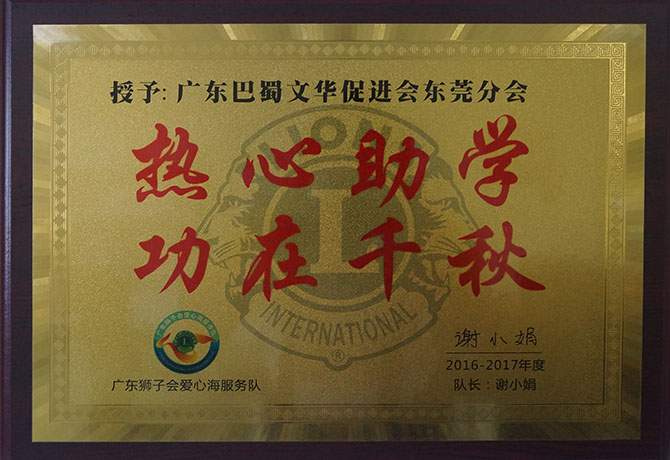 授予:广东巴蜀文华促进会东莞分会
热心助学
功在千秋
LIONS
L
INTERNATIONAL
®
广东狮子会爱心海服务队
谢小娟
2016-2017年度
队长：谢小娟